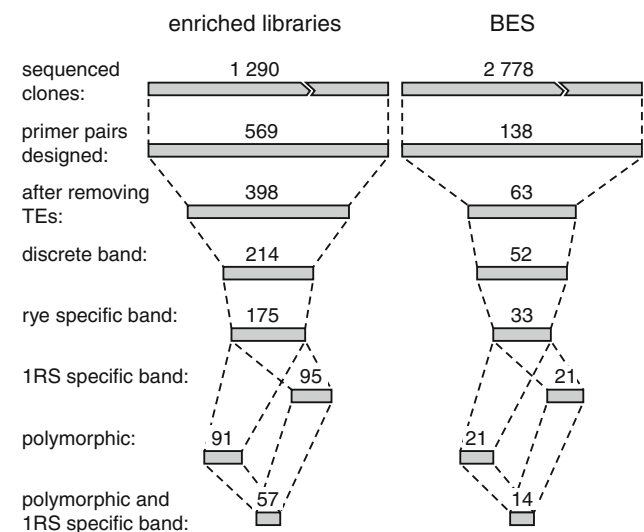 enriched libraries BES
sequenced 1 290 2 778
clones:
primer pairs 569 138
designed:
after removing 398 63
TEs:
discrete band: 214 52
rye specific band: 175 33
1RS specific band: 95 21
polymorphic: 91 21
polymorphic and 57 14
1RS specific band: